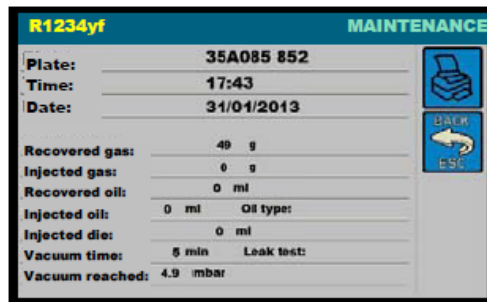 R1234yf MAINTENANCE
Plate: 35A085 852
Time: 17:43
Date: 31/01/2013
BACK
ESC
Recovered gas: 49 g
Injected gas: 0 g
Recovered oil: 0 ml
Injected oil: 0 ml Oil type:
Injected die: 0 ml
Vacuum time: 5 min Leak test:
Vacuum reached: 4.9 mbar